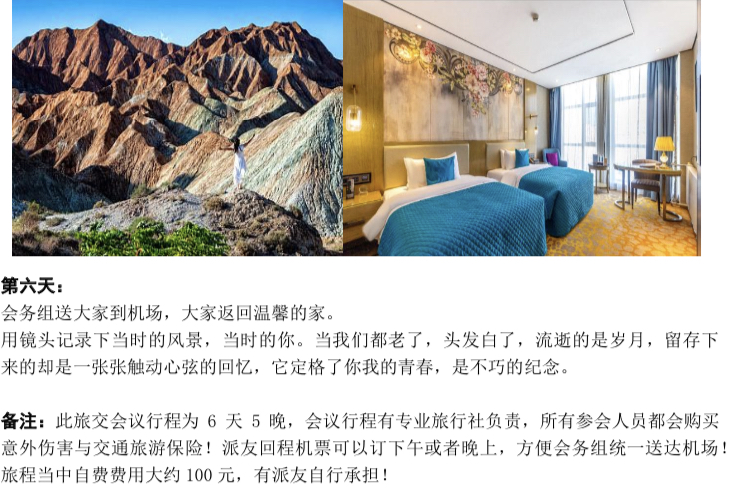 第六天：
会务组送大家到机场，大家返回温馨的家。
用镜头记录下当时的风景，当时的你。当我们都老了，头发白了，流逝的是岁月，留存下
来的却是一张张触动心弦的回忆，它定格了你我的青春，是不巧的纪念。
备注：此旅交会议行程为 6 天 5 晚，会议行程有专业旅行社负责，所有参会人员都会购买
意外伤害与交通旅游保险！派友回程机票可以订下午或者晚上，方便会务组统一送达机场！
旅程当中自费费用大约 100 元，有派友自行承担！